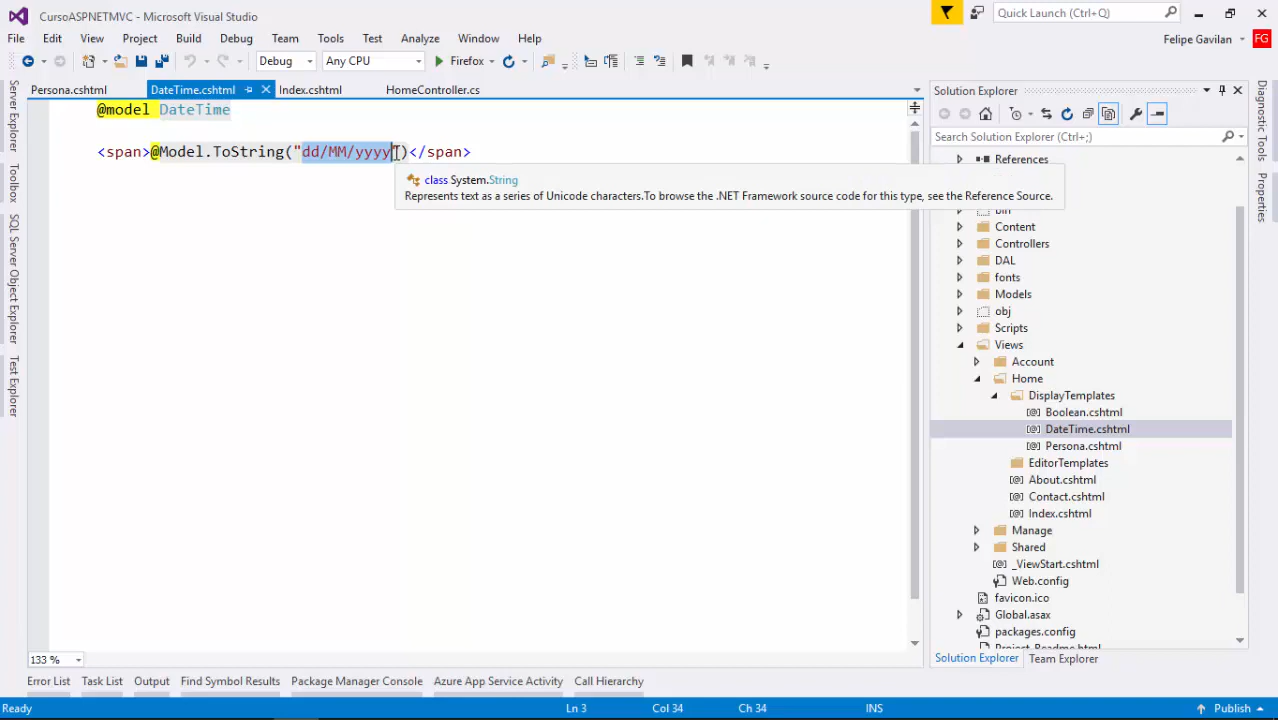 CursoASPNETMVC - Microsoft Visual Studio
Quick Launch (Ctrl+Q)
File Edit View Project Build Debug Team Tools Test Analyze Window Help
Felipe Gavilan FG
Debug Any CPU Firefox
Persona.cshtml DateTime.cshtml Index.cshtml HomeController.cs
@model DateTime
<span>@Model.ToString("dd/MM/yyyy")</span>
class System.String
Represents text as a series of Unicode characters.To browse the .NET Framework source code for this type, see the Reference Source.
Server Explorer
Toolbox
SQL Server Object Explorer
Test Explorer
Solution Explorer
Search Solution Explorer (Ctrl+;)
References
bin
Content
Controllers
DAL
fonts
Models
obj
Scripts
Views
Account
Home
DisplayTemplates
Boolean.cshtml
DateTime.cshtml
Persona.cshtml
EditorTemplates
About.cshtml
Contact.cshtml
Index.cshtml
Manage
Shared
_ViewStart.cshtml
Web.config
favicon.ico
Global.asax
packages.config
Project_Readme.html
Solution Explorer Team Explorer
Diagnostic Tools
Properties
133 %
Error List Task List Output Find Symbol Results Package Manager Console Azure App Service Activity Call Hierarchy
Ready Ln 3 Col 34 Ch 34 INS Publish